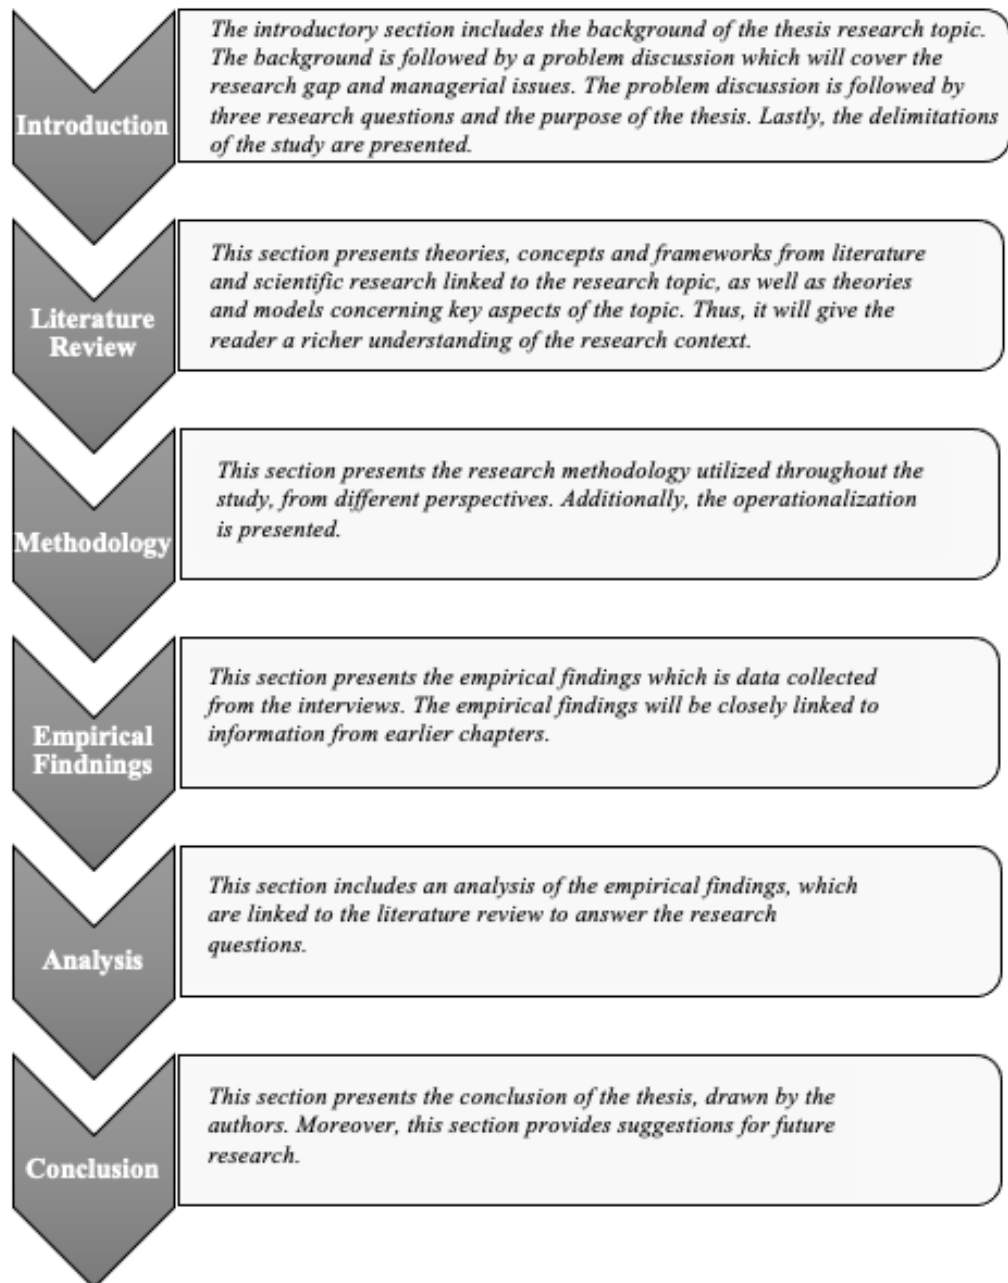 Introduction
The introductory section includes the background of the thesis research topic.
The background is followed by a problem discussion which will cover the
research gap and managerial issues. The problem discussion is followed by
three research questions and the purpose of the thesis. Lastly, the delimitations
of the study are presented.
Literature
Review
This section presents theories, concepts and frameworks from literature
and scientific research linked to the research topic, as well as theories
and models concerning key aspects of the topic. Thus, it will give the
reader a richer understanding of the research context.
Methodology
This section presents the research methodology utilized throughout the
study, from different perspectives. Additionally, the operationalization
is presented.
Empirical
Findnings
This section presents the empirical findings which is data collected
from the interviews. The empirical findings will be closely linked to
information from earlier chapters.
Analysis
This section includes an analysis of the empirical findings, which
are linked to the literature review to answer the research
questions.
Conclusion
This section presents the conclusion of the thesis, drawn by the
authors. Moreover, this section provides suggestions for future
research.